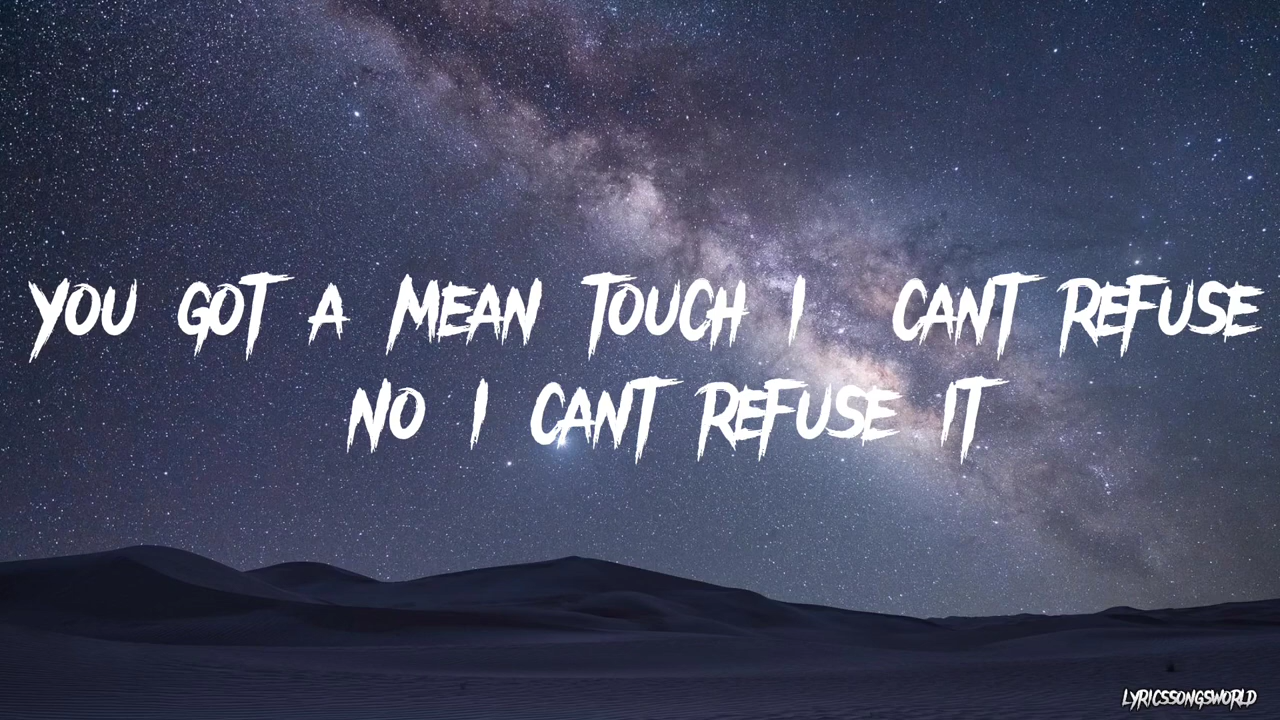 YOU GOT A MEAN TOUCH I CANT REFUSE
NO I CANT REFUSE IT
LYRICSSONGSWORLD